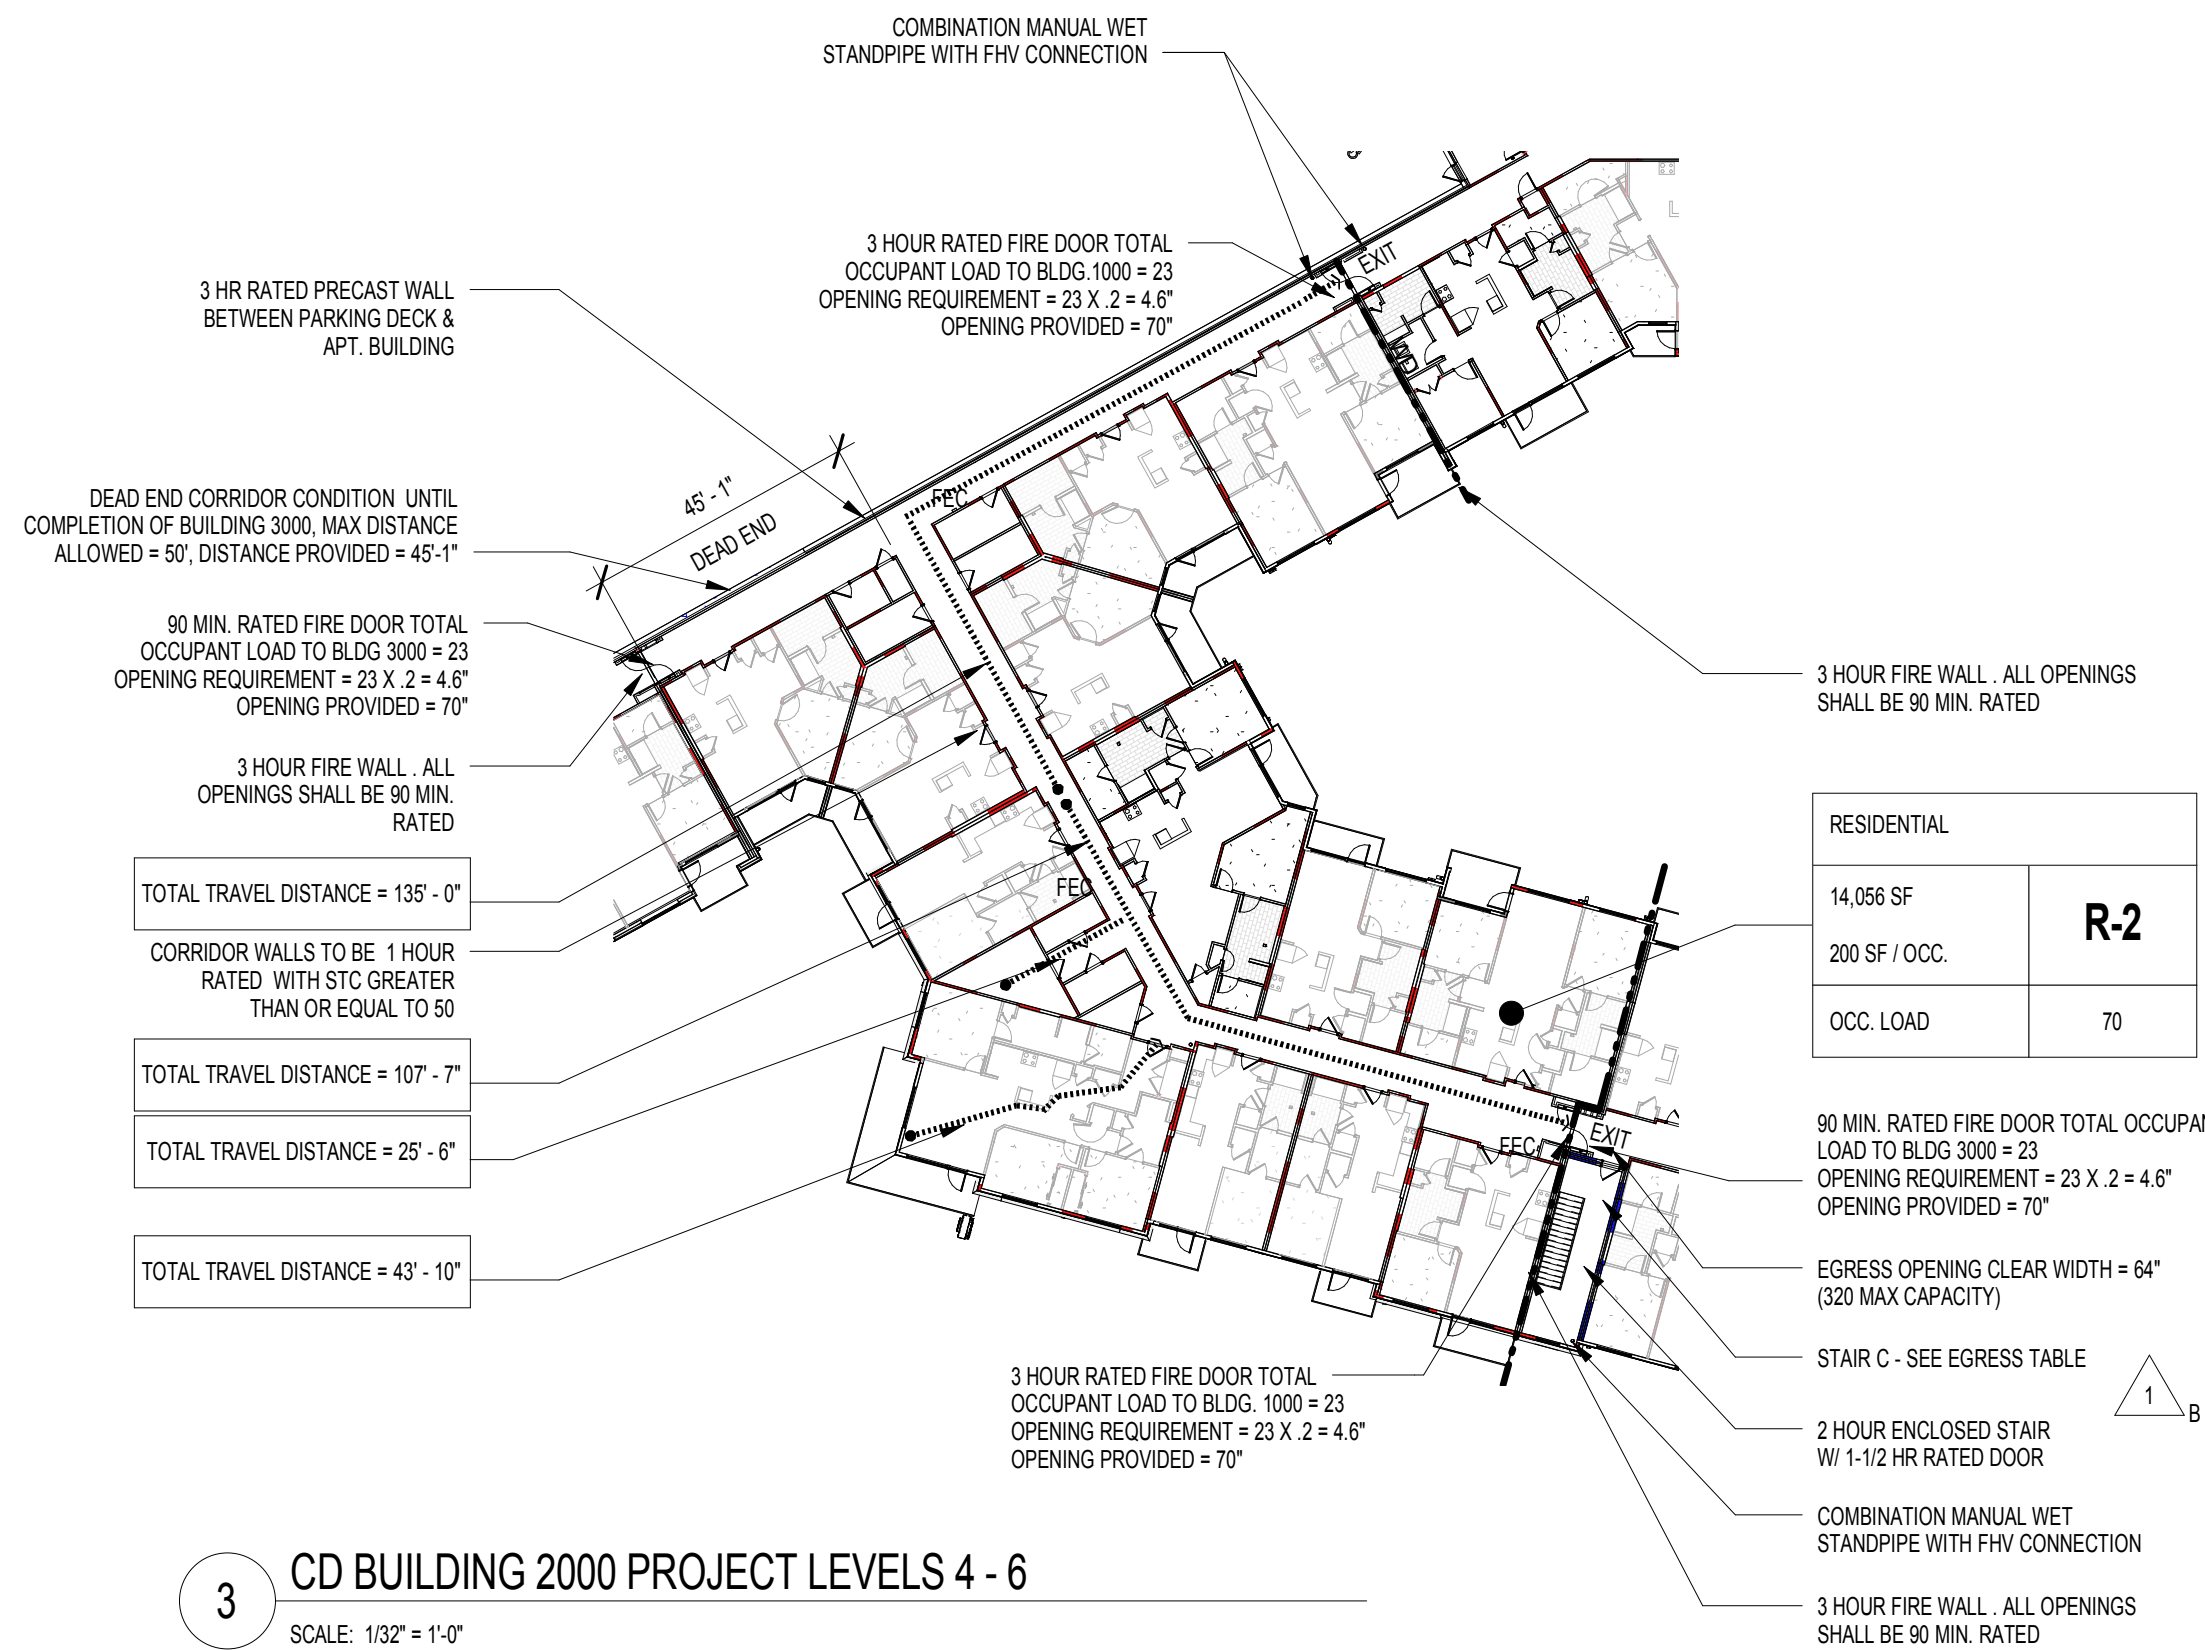 COMBINATION MANUAL WET
STANDPIPE WITH FHV CONNECTION
3 HOUR RATED FIRE DOOR TOTAL
OCCUPANT LOAD TO BLDG.1000 = 23
OPENING REQUIREMENT = 23 X .2 = 4.6"
OPENING PROVIDED = 70"
EXIT
3 HR RATED PRECAST WALL
BETWEEN PARKING DECK &
APT. BUILDING
45' - 1"
DEAD END
FEC
DEAD END CORRIDOR CONDITION UNTIL
COMPLETION OF BUILDING 3000, MAX DISTANCE
ALLOWED = 50', DISTANCE PROVIDED = 45'-1"
90 MIN. RATED FIRE DOOR TOTAL
OCCUPANT LOAD TO BLDG 3000 = 23
OPENING REQUIREMENT = 23 X .2 = 4.6"
OPENING PROVIDED = 70"
3 HOUR FIRE WALL . ALL
OPENINGS SHALL BE 90 MIN.
RATED
TOTAL TRAVEL DISTANCE = 135' - 0"
CORRIDOR WALLS TO BE 1 HOUR
RATED WITH STC GREATER
THAN OR EQUAL TO 50
FEC
TOTAL TRAVEL DISTANCE = 107' - 7"
TOTAL TRAVEL DISTANCE = 25' - 6"
TOTAL TRAVEL DISTANCE = 43' - 10"
3 HOUR FIRE WALL . ALL OPENINGS
SHALL BE 90 MIN. RATED
RESIDENTIAL
14,056 SF
200 SF / OCC.
R-2
OCC. LOAD
70
FEC
EXIT
90 MIN. RATED FIRE DOOR TOTAL OCCUPAN
LOAD TO BLDG 3000 = 23
OPENING REQUIREMENT = 23 X .2 = 4.6"
OPENING PROVIDED = 70"
EGRESS OPENING CLEAR WIDTH = 64"
(320 MAX CAPACITY)
STAIR C - SEE EGRESS TABLE
1
B
2 HOUR ENCLOSED STAIR
W/ 1-1/2 HR RATED DOOR
COMBINATION MANUAL WET
STANDPIPE WITH FHV CONNECTION
3 HOUR FIRE WALL . ALL OPENINGS
SHALL BE 90 MIN. RATED
3 HOUR RATED FIRE DOOR TOTAL
OCCUPANT LOAD TO BLDG. 1000 = 23
OPENING REQUIREMENT = 23 X .2 = 4.6"
OPENING PROVIDED = 70"
3
CD BUILDING 2000 PROJECT LEVELS 4 - 6
SCALE: 1/32" = 1'-0"